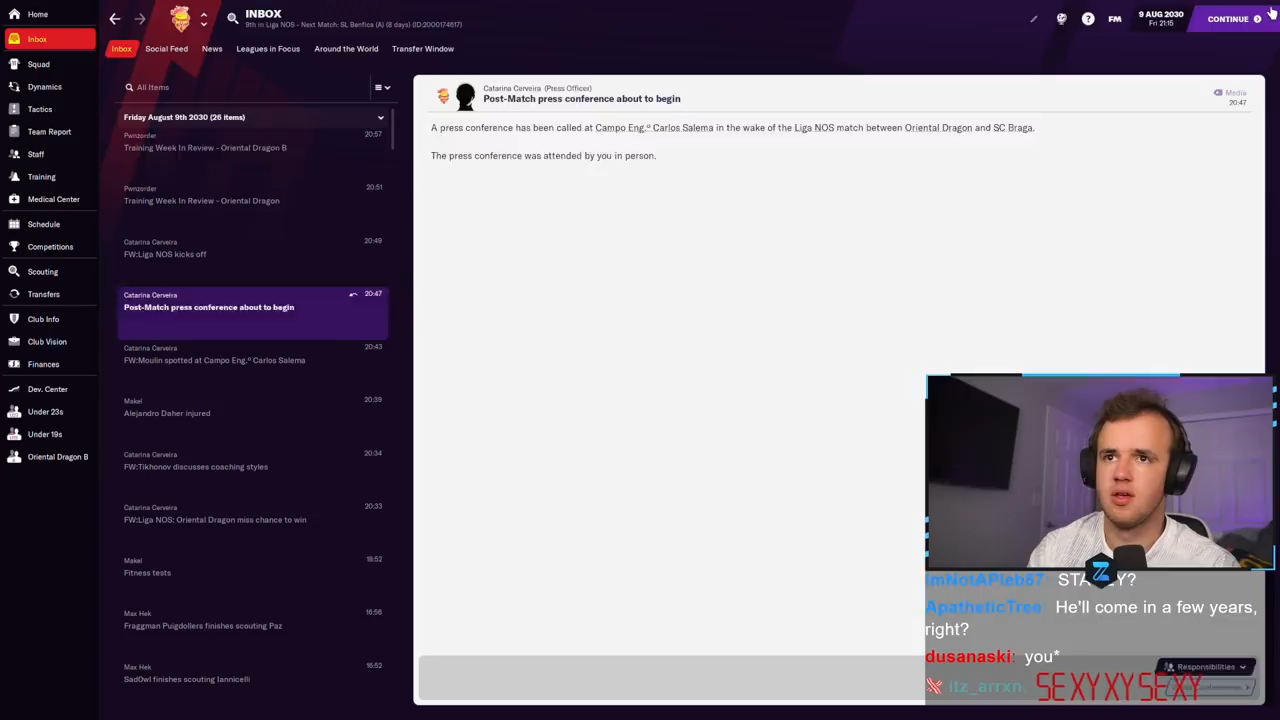 Home
Inbox
Squad
Dynamics
Tactics
Team Report
Staff
Training
Medical Center
Schedule
Competitions
Scouting
Transfers
Club Info
Club Vision
Finances
Dev. Center
Under 23s
Under 19s
Oriental Dragon B
INBOX
9th in Liga NOS - Next Match: SL Benfica (A) (8 days) (ID:2000174617)
FM
9 AUG 2030
Fri 21:15
CONTINUE
Inbox Social Feed News Leagues in Focus Around the World Transfer Window
All Items
Friday August 9th 2030 (26 items)
Pwnzorder 20:57
Training Week In Review - Oriental Dragon B
Pwnzorder 20:51
Training Week In Review - Oriental Dragon
Catarina Cerveira 20:49
FW:Liga NOS kicks off
Catarina Cerveira 20:47
Post-Match press conference about to begin
Catarina Cerveira 20:43
FW:Moulin spotted at Campo Eng.º Carlos Salema
Makel 20:39
Alejandro Daher injured
Catarina Cerveira 20:34
FW:Tikhonov discusses coaching styles
Catarina Cerveira 20:33
FW:Liga NOS: Oriental Dragon miss chance to win
Makel 18:52
Fitness tests
Max Hek 16:56
Fraggman Puigdollers finishes scouting Paz
Max Hek 15:52
Sad0wl finishes scouting Iannicelli
Catarina Cerveira (Press Officer)
Post-Match press conference about to begin
Media
20:47
A press conference has been called at Campo Eng.º Carlos Salema in the wake of the Liga NOS match between Oriental Dragon and SC Braga.
The press conference was attended by you in person.
Responsibilities
ImNotAPleb87:
ApatheticTree: He'll come in a few years,
right?
dusanaski: you*
itz_arrxn: SEXYXYSEXY